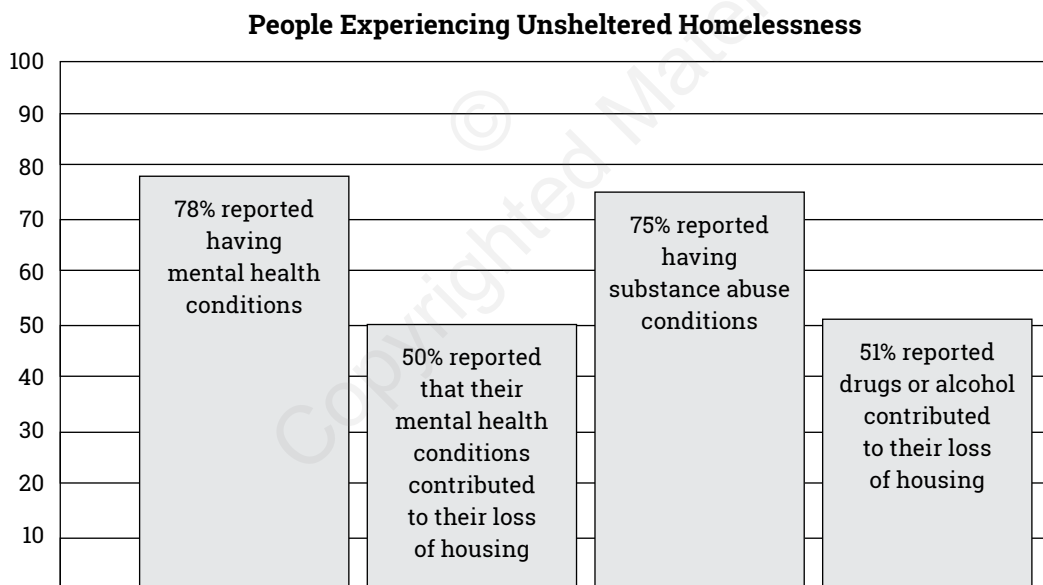 People Experiencing Unsheltered Homelessness
100
90
80
70
60
50
40
30
20
10
78% reported
having
mental health
conditions
50% reported
that their
mental health
conditions
contributed
to their loss
of housing
75% reported
having
substance abuse
conditions
51% reported
drugs or alcohol
contributed
to their loss
of housing
© Copyrighted Mater